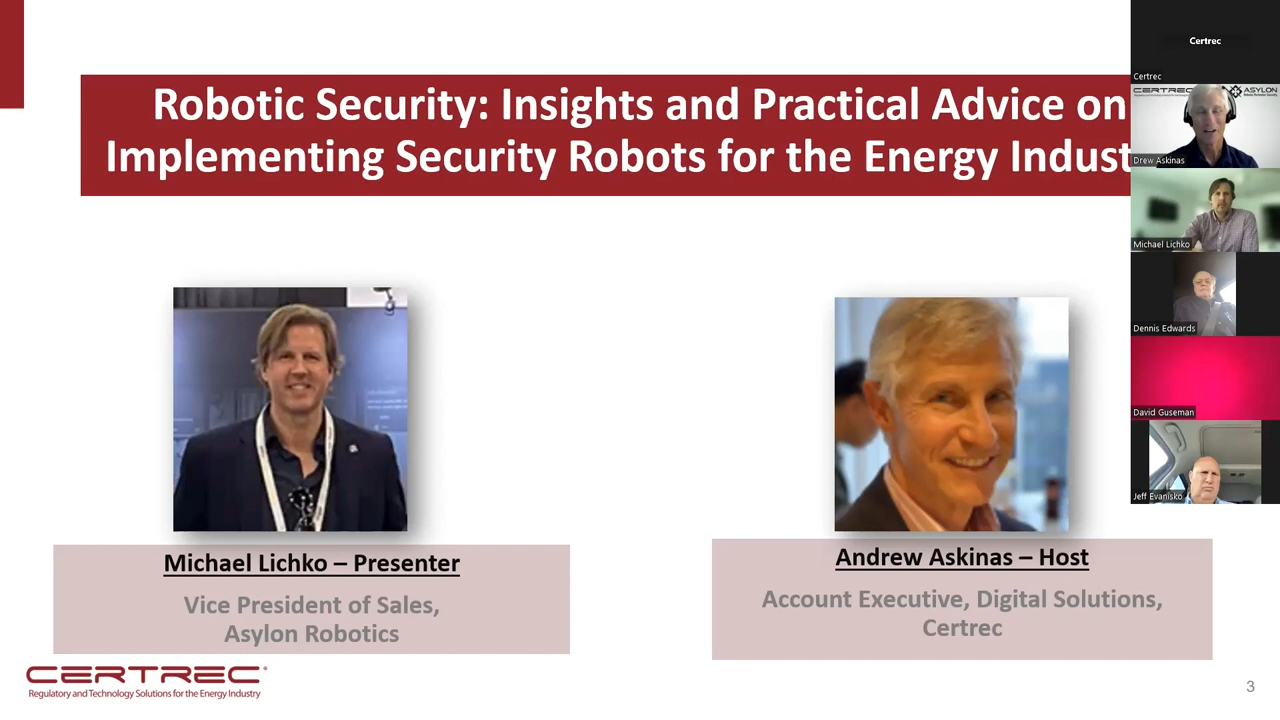 Robotic Security: Insights and Practical Advice on
Implementing Security Robots for the Energy Indust
Michael Lichko – Presenter
Vice President of Sales,
Asylon Robotics
Andrew Askinas – Host
Account Executive, Digital Solutions,
Certrec
CERTREC®
Regulatory and Technology Solutions for the Energy Industry
3
Certrec
Certrec
CERTREC
ASYLON
Drew Askinas
Michael Lichko
Dennis Edwards
David Guseman
Jeff Evanisko